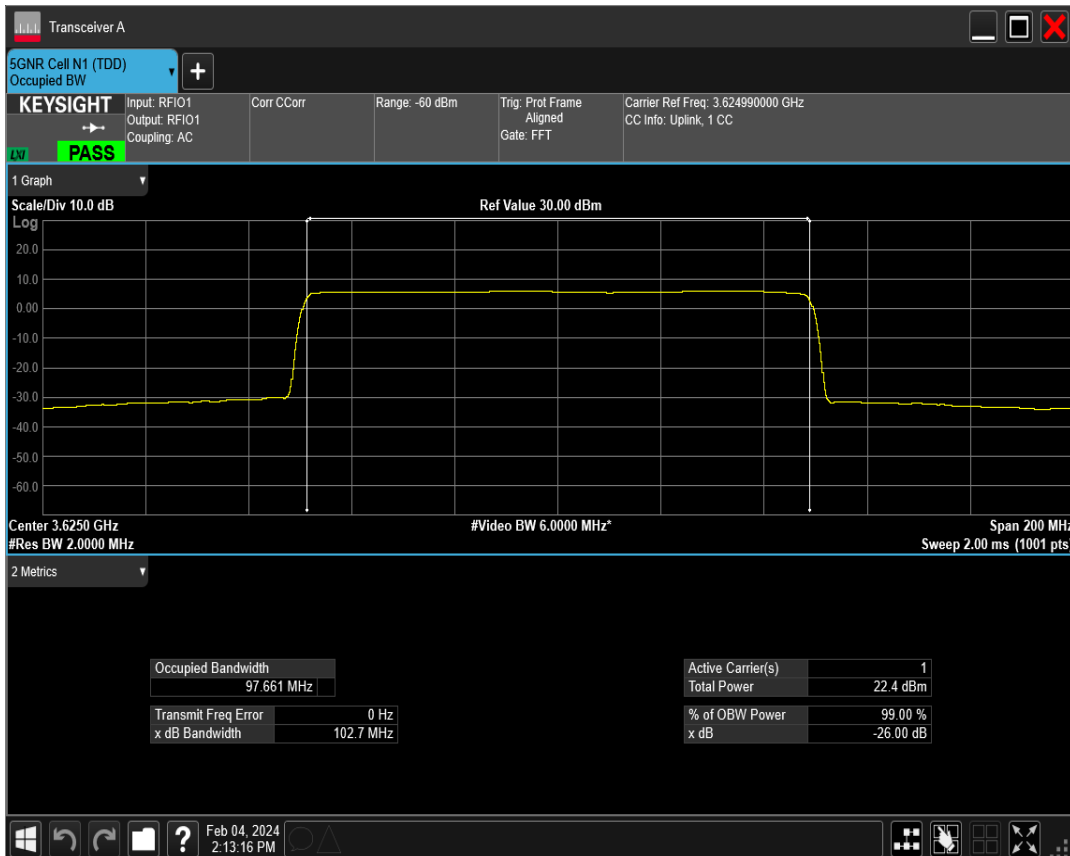 Transceiver A
5GNR Cell N1 (TDD)
Occupied BW
KEYSIGHT
LXI
PASS
Input: RFIO1
Output: RFIO1
Coupling: AC
Corr CCorr
Range: -60 dBm
Trig: Prot Frame
Aligned
Gate: FFT
Carrier Ref Freq: 3.624990000 GHz
CC Info: Uplink, 1 CC
1 Graph
Scale/Div 10.0 dB
Ref Value 30.00 dBm
Log
20.0
10.0
0.00
-10.0
-20.0
-30.0
-40.0
-50.0
-60.0
Center 3.6250 GHz
#Video BW 6.0000 MHz*
Span 200 MHz
#Res BW 2.0000 MHz
Sweep 2.00 ms (1001 pts)
2 Metrics
Occupied Bandwidth
97.661 MHz
Transmit Freq Error 0 Hz
x dB Bandwidth 102.7 MHz
Active Carrier(s) 1
Total Power 22.4 dBm
% of OBW Power 99.00 %
x dB -26.00 dB
?
Feb 04, 2024
2:13:16 PM